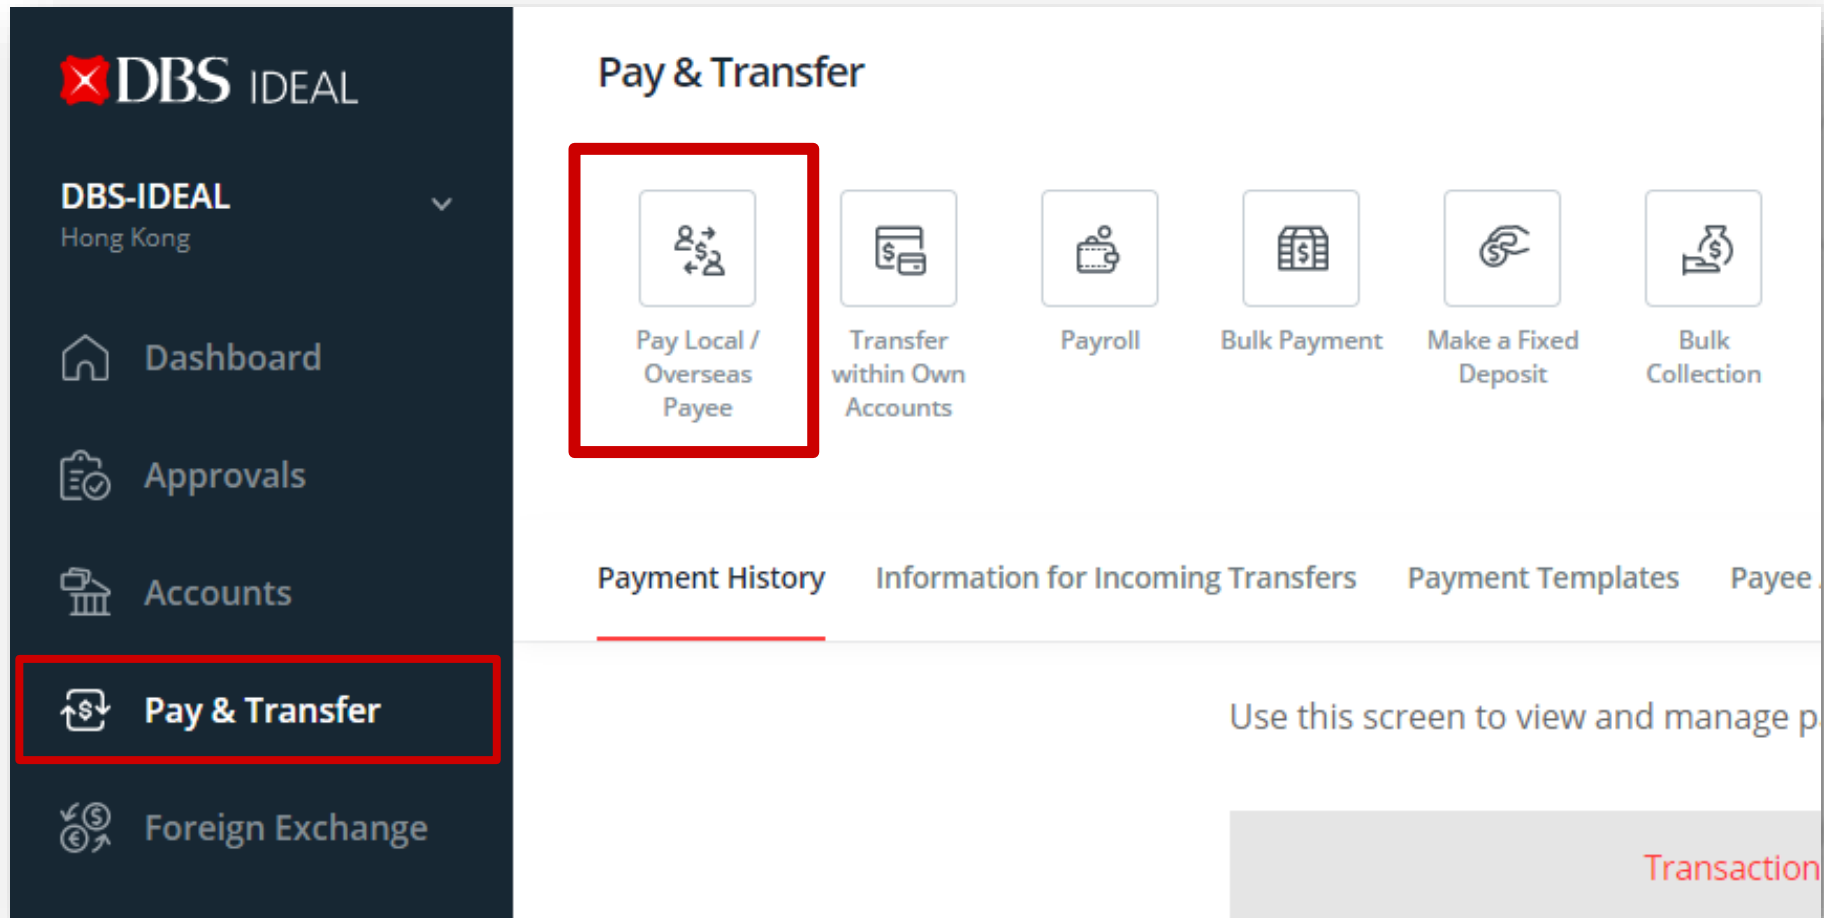 DBS IDEAL
DBS-IDEAL
Hong Kong
Dashboard
Approvals
Accounts
Pay & Transfer
Foreign Exchange
Pay & Transfer
Pay Local /
Overseas
Payee
Transfer
within Own
Accounts
Payroll
Bulk Payment
Make a Fixed
Deposit
Bulk
Collection
Payment History
Information for Incoming Transfers
Payment Templates
Payee
Use this screen to view and manage
Transaction